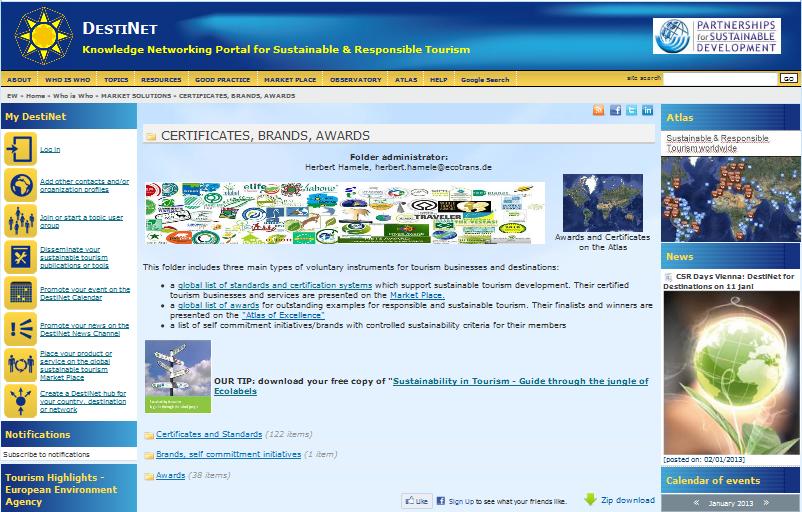 DESTINET
Knowledge Networking Portal for Sustainable & Responsible Tourism
PARTNERSHIPS
for SUSTAINABLE
DEVELOPMENT
ABOUT WHO IS WHO TOPICS RESOURCES GOOD PRACTICE MARKET PLACE OBSERVATORY ATLAS HELP Google Search
site search GO
EW » Home » Who is Who » MARKET SOLUTIONS » CERTIFICATES, BRANDS, AWARDS
My DestiNet
Log in
Add other contacts and/or
organization profiles
Join or start a topic user
group
Disseminate your
sustainable tourism
publications or tools
Promote your event on the
DestiNet Calendar
Promote your news on the
DestiNet News Channel
Place your product or
service on the global
sustainable tourism
Market Place
Create a DestiNet hub for
your country, destination
or network
Notifications
Subscribe to notifications
Tourism Highlights -
European Environment
Agency
CERTIFICATES, BRANDS, AWARDS
Folder administrator:
Herbert Hamele, herbert.hamele@ecotrans.de
TRAVELER
Awards and Certificates
on the Atlas
This folder includes three main types of voluntary instruments for tourism businesses and destinations:
• a global list of standards and certification systems which support sustainable tourism development. Their certified
tourism businesses and services are presented on the Market Place.
• a global list of awards for outstanding examples for responsible and sustainable tourism. Their finalists and winners are
presented on the "Atlas of Excellence"
• a list of self commitment initiatives/brands with controlled sustainability criteria for their members
OUR TIP: download your free copy of "Sustainability in Tourism - Guide through the jungle of
Ecolabels
Certificates and Standards (122 items)
Brands, self committment initiatives (1 item)
Awards (38 items)
Like Sign Up to see what your friends like. Zip download
Atlas
Sustainable & Responsible
Tourism worldwide
News
CSR Days Vienna: DestiNet for
Destinations on 11 jan!
[posted on: 02/01/2013]
Calendar of events
« January 2013 »